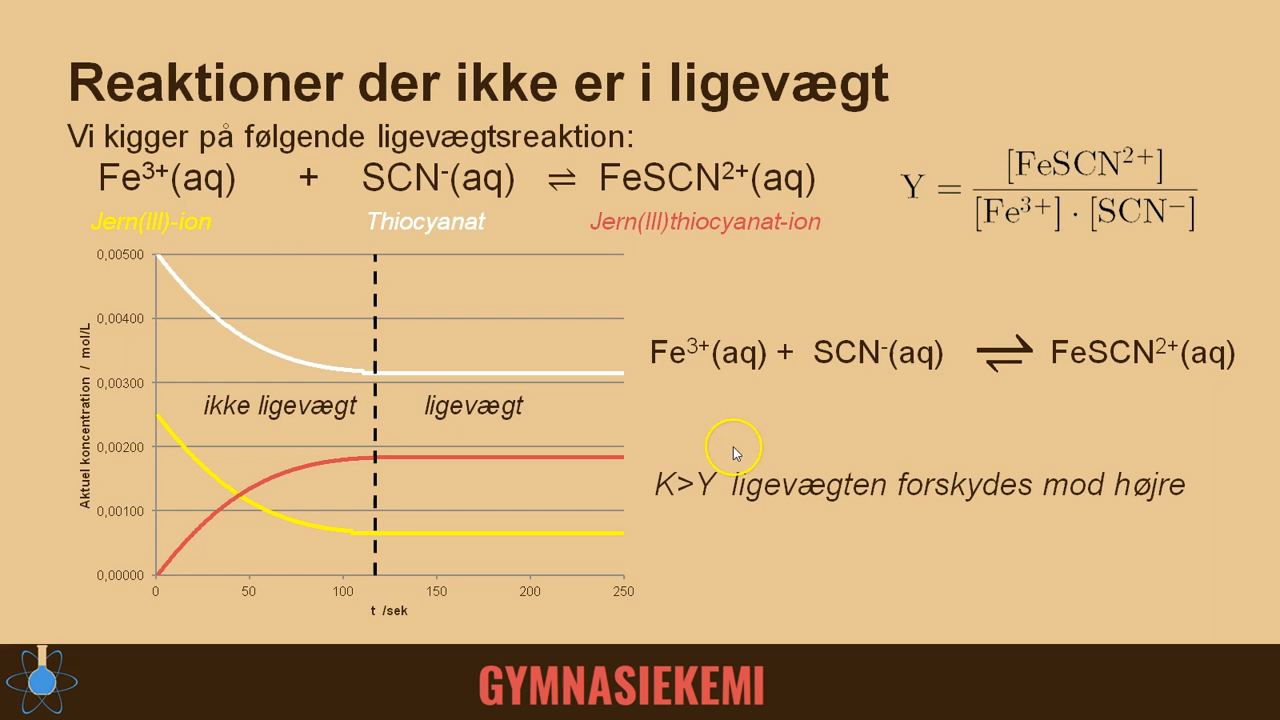 Reaktioner der ikke er i ligevægt
Vi kigger på følgende ligevægtsreaktion:
Fe³⁺(aq) + SCN⁻(aq) ⇌ FeSCN²⁺(aq)
Jern(III)-ion Thiocyanat Jern(III)thiocyanat-ion
Y = [FeSCN²⁺] / [Fe³⁺] · [SCN⁻]
Aktuel koncentration / mol/L
0,00500
0,00400
0,00300
0,00200
0,00100
0,00000
ikke ligevægt ligevægt
0 50 100 150 200 250
t /sek
Fe³⁺(aq) + SCN⁻(aq) ⇌ FeSCN²⁺(aq)
K>Y ligevægten forskydes mod højre
GYMNASIEKEMI